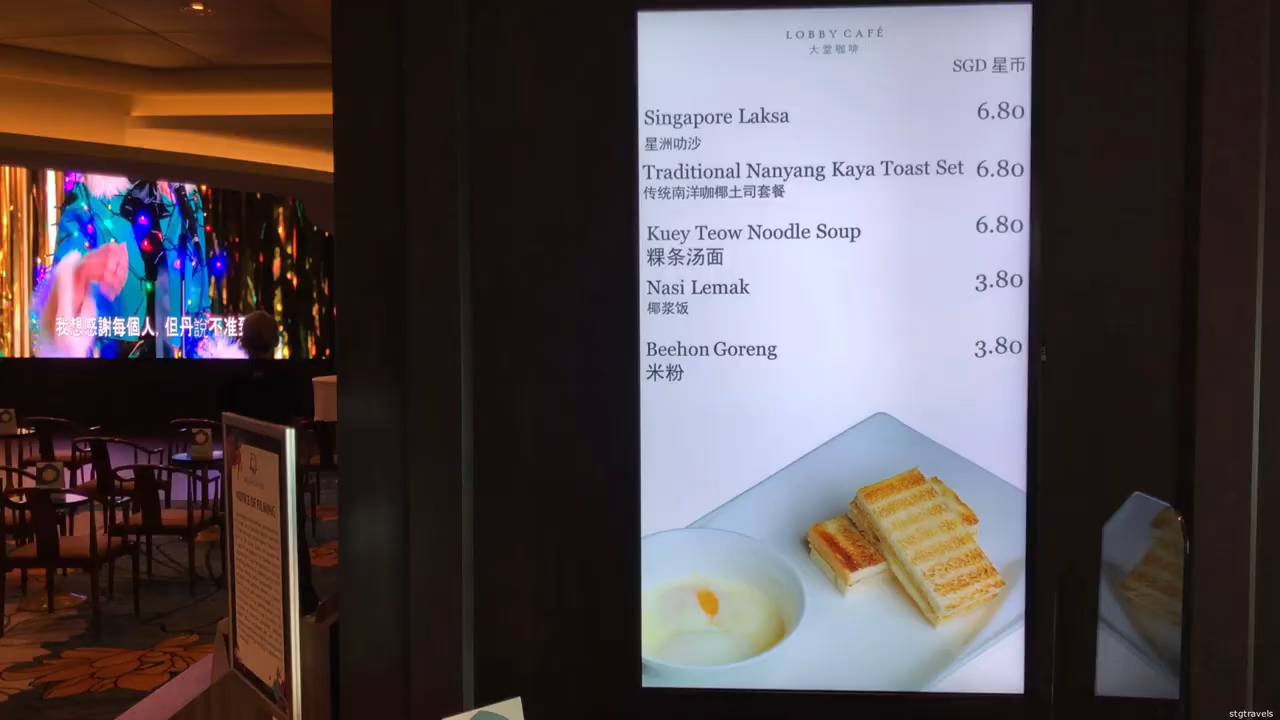 LOBBY CAFÉ
大堂咖啡
SGD 星币
Singapore Laksa 6.80
星洲叻沙
Traditional Nanyang Kaya Toast Set 6.80
传统南洋咖椰土司套餐
Kuey Teow Noodle Soup 6.80
粿条汤面
Nasi Lemak 3.80
椰浆饭
Beehon Goreng 3.80
米粉
我想感謝每個人, 但丹說不准
NOTICE OF FILMING
stgtravels